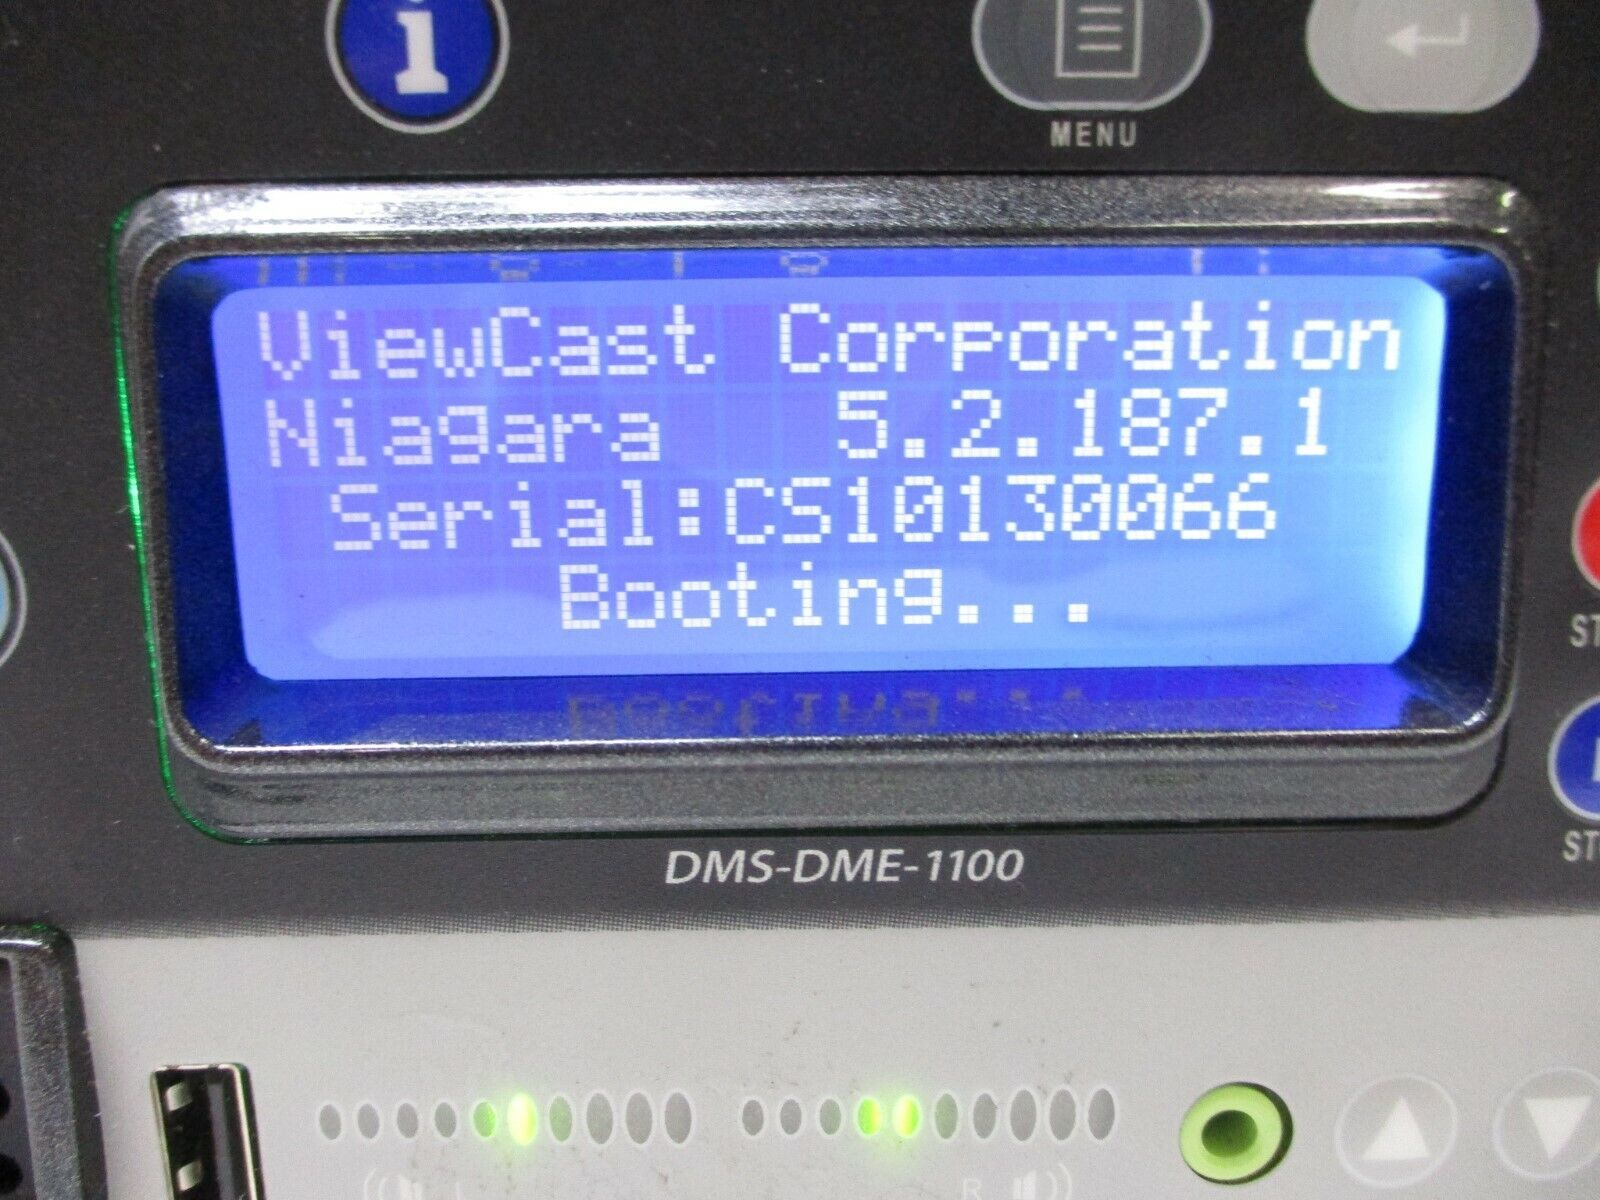 i
MENU
ViewCast Corporation
Niagara 5.2.187.1
Serial:CS10130066
Booting...
DMS-DME-1100
L
R